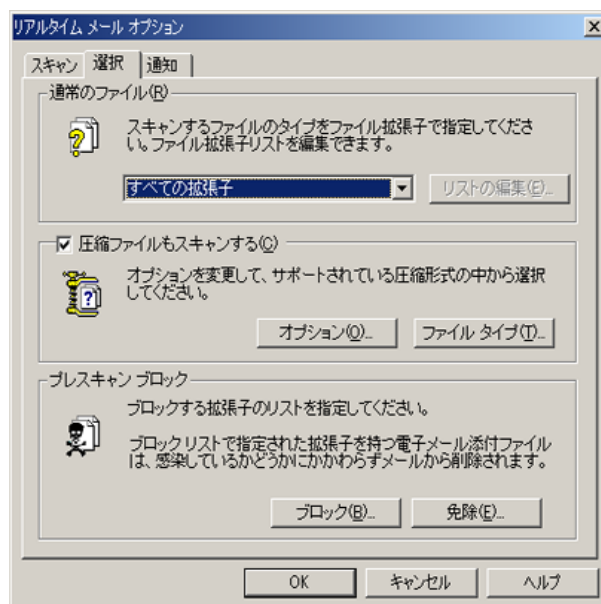 リアルタイム メール オプション
スキャン 選択 通知
通常のファイル(R)
スキャンするファイルのタイプをファイル拡張子で指定してくださ
い。ファイル拡張子リストを編集できます。
すべての拡張子 リストの編集(E)...
圧縮ファイルもスキャンする(C)
オプションを変更して、サポートされている圧縮形式の中から選択
してください。
オプション(O)... ファイル タイプ(T)...
プレスキャン ブロック
ブロックする拡張子のリストを指定してください。
ブロック リストで指定された拡張子を持つ電子メール添付ファイル
は、感染しているかどうかにかかわらずメールから削除されます。
ブロック(B)... 免除(E)...
OK キャンセル ヘルプ